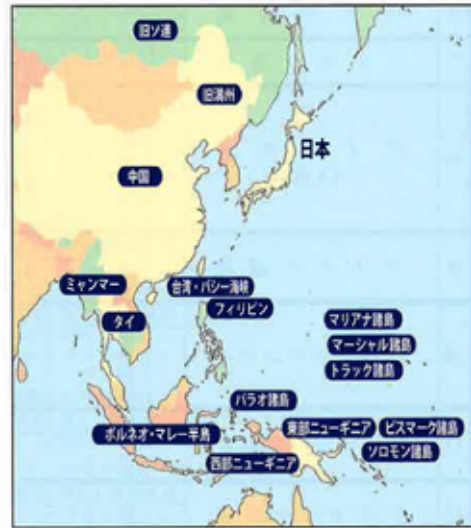 旧ソ連
旧満州
日本
中国
ミャンマー
台湾・バシー海峡
フィリピン
タイ
マリアナ諸島
マーシャル諸島
トラック諸島
パラオ諸島
ボルネオ・マレー半島
東部ニューギニア
ビスマーク諸島
ソロモン諸島
西部ニューギニア